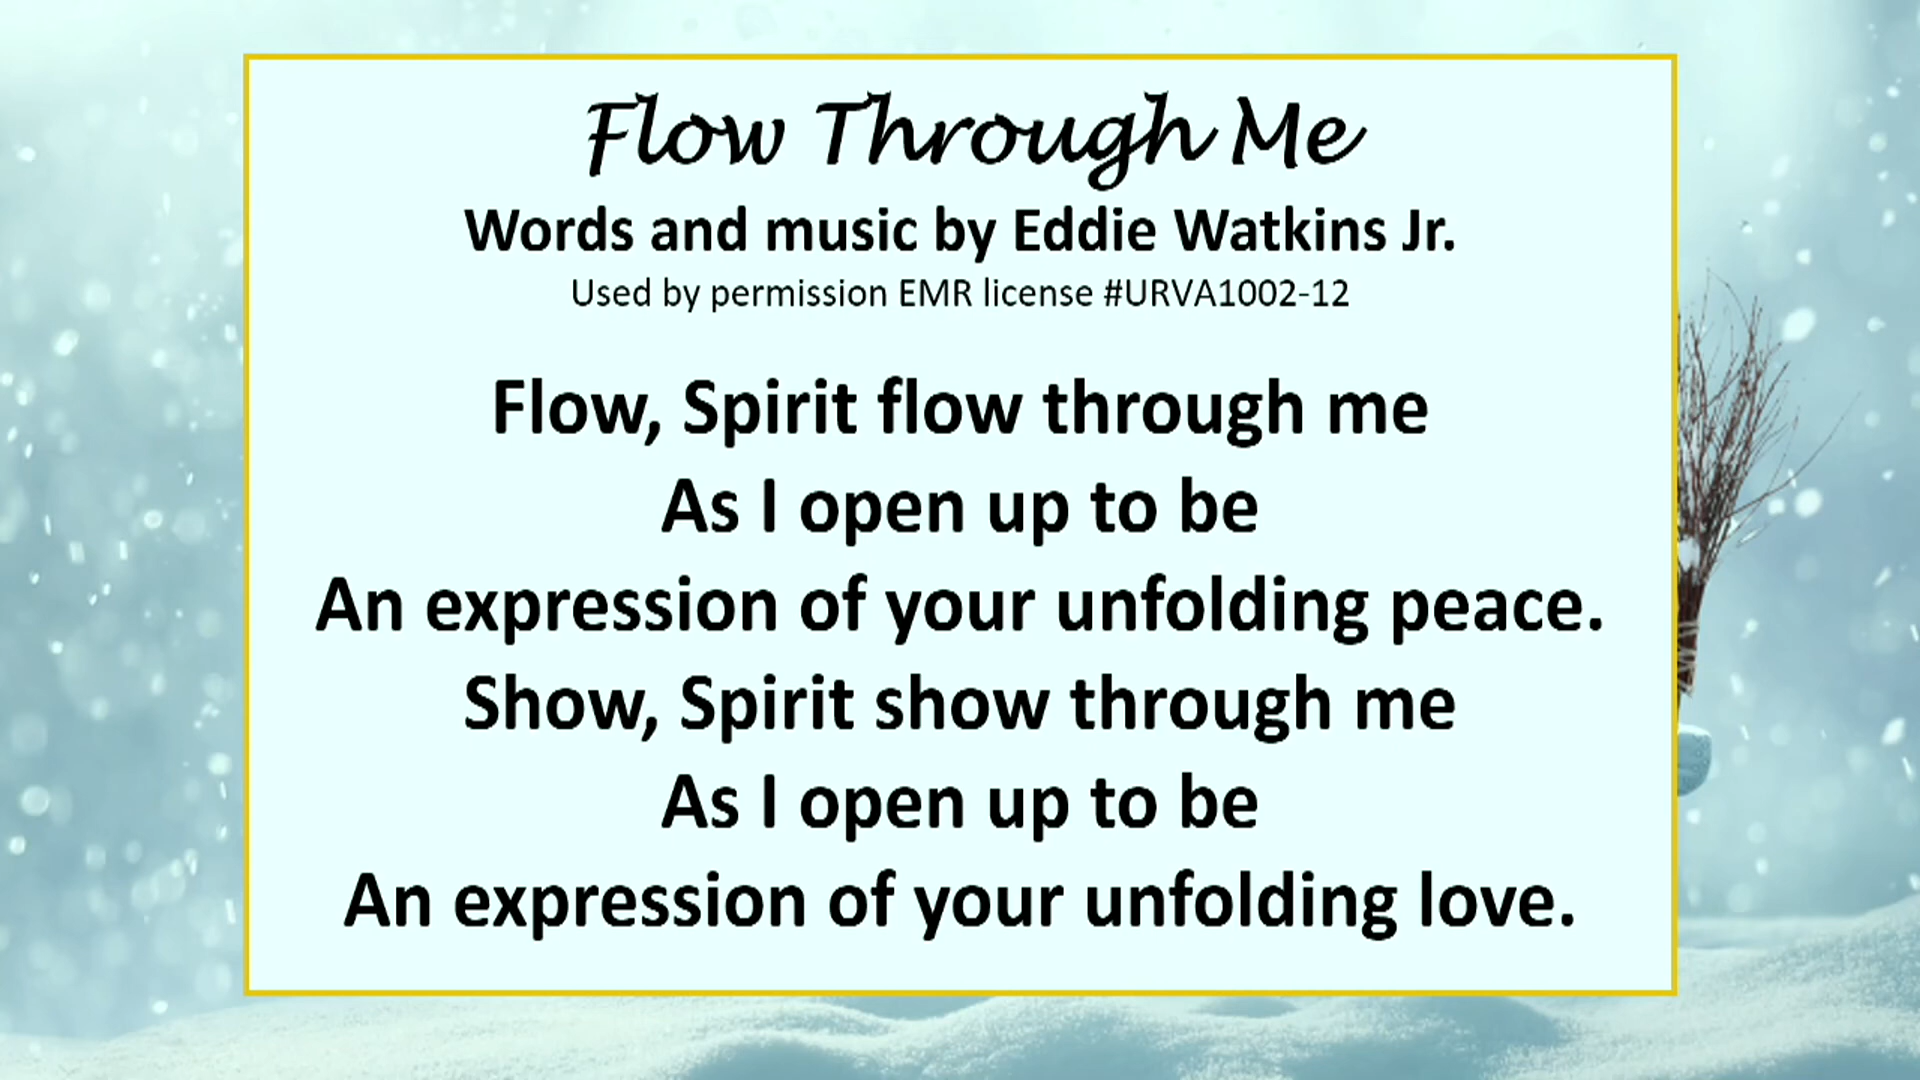 Flow Through Me
Words and music by Eddie Watkins Jr.
Used by permission EMR license #URVA1002-12
Flow, Spirit flow through me
As I open up to be
An expression of your unfolding peace.
Show, Spirit show through me
As I open up to be
An expression of your unfolding love.